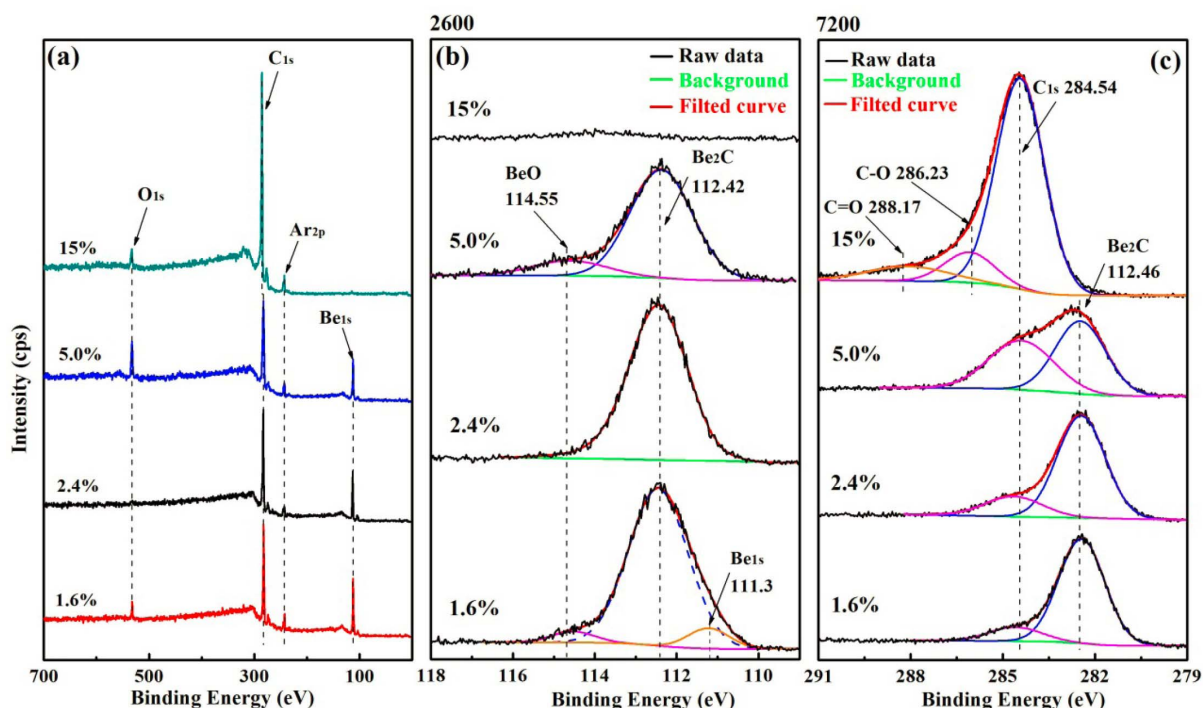 2600
7200
(a)
C1s
O1s
Ar2p
15%
Be1s
5.0%
2.4%
1.6%
Intensity (cps)
700
500
300
100
Binding Energy (eV)
(b)
Raw data
Background
Filted curve
15%
BeO
114.55
Be2C
112.42
5.0%
2.4%
Be1s
111.3
1.6%
118
116
114
112
110
Binding Energy (eV)
Raw data
Background
Filted curve
(c)
C1s 284.54
C-O 286.23
C=O 288.17
15%
Be2C
112.46
5.0%
2.4%
1.6%
291
288
285
282
279
Binding Energy (eV)